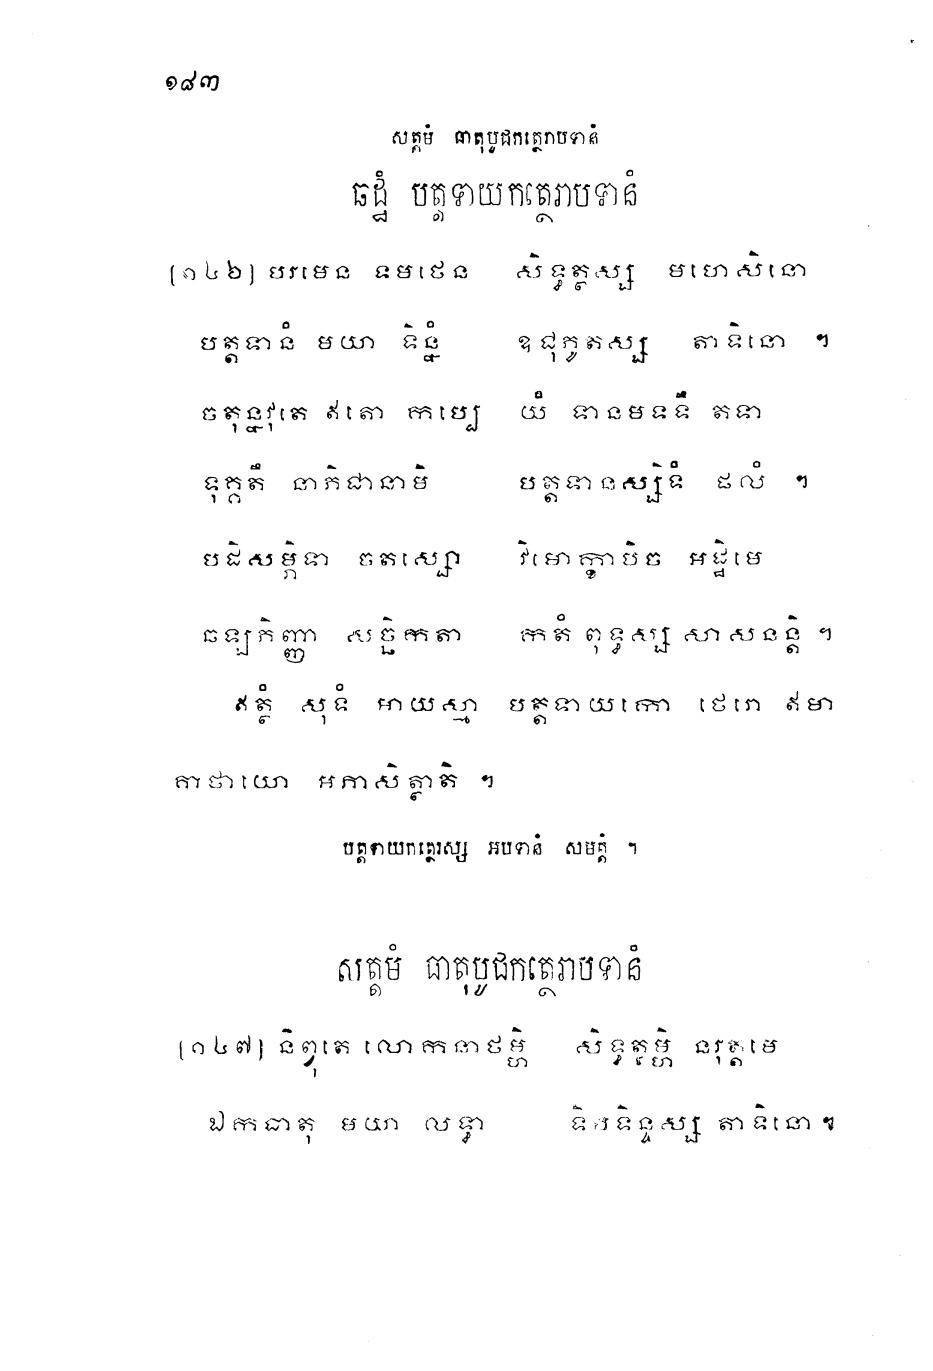 ១៨៣
សត្តមំ ធាតុបូជកត្ថេរាបទានំ
ឆដ្ឋំ បត្តទាយកត្ថេរាបទានំ
[១៤៦] បរមេន ទមថេន សិទ្ធត្ថស្ស មហេសិនោ
បត្តទានំ មយា ទិន្នំ ឧជុភូតស្ស តាទិនោ ។
ចតុន្នវុតេ ឥតោ កប្បេ យំ ទានមទទឹ តទា
ទុគ្គតឹ នាភិជានាមិ បត្តទានស្សិទំ ផលំ ។
បដិសម្ភិទា ចតស្សោ វិមោក្ខាបិច អដ្ឋិមេ
ឆឡភិញ្ញា សច្ឆិកតា កតំ ពុទ្ធស្ស សាសនន្តិ ។
ឥត្ថំ សុទំ អាយស្មា បត្តទាយកោ ថេរោ ឥមា
គាថាយោ អភាសិត្ថាតិ ។
បត្តទាយកត្ថេរស្ស អបទានំ សមត្តំ ។
សត្តមំ ធាតុបូជកត្ថេរាបទានំ
[១៤៧] និព្វុតេ លោកនាថម្ហិ សិទ្ធត្ថម្ហិ នរុត្តមេ
ឯកធាតុ មយា លទ្ធា ទិបទិន្ទស្ស តាទិនោ ។